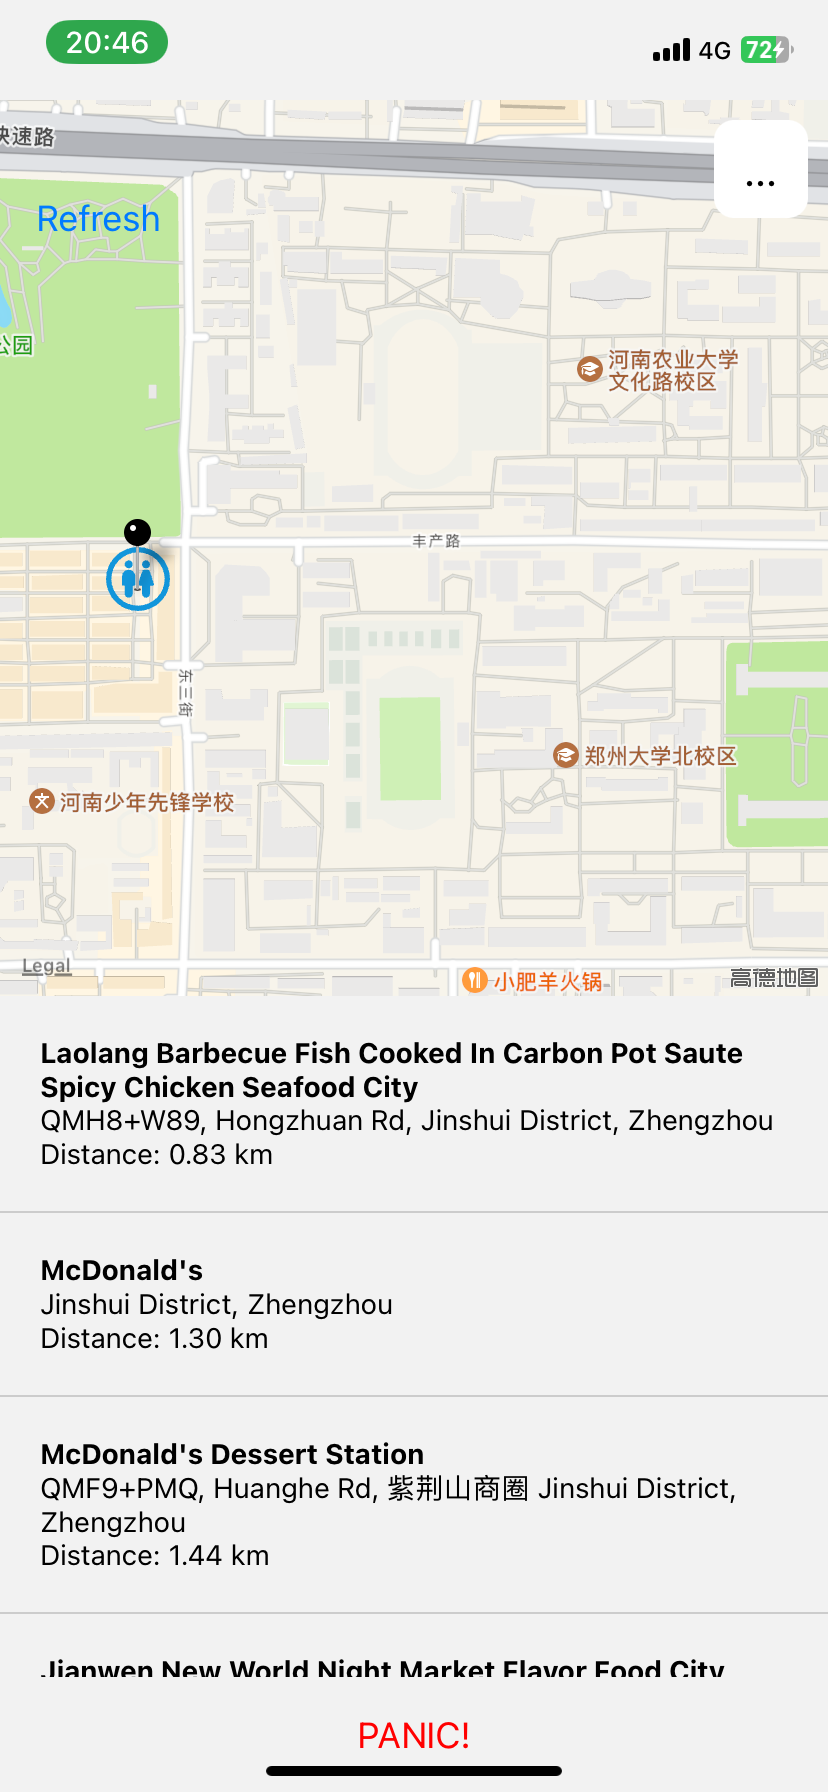 20:46
4G 72
快速路
...
Refresh
公园
河南农业大学
文化路校区
丰产路
东三街
郑州大学北校区
河南少年先锋学校
Legal
小肥羊火锅
高德地图
Laolang Barbecue Fish Cooked In Carbon Pot Saute
Spicy Chicken Seafood City
QMH8+W89, Hongzhuan Rd, Jinshui District, Zhengzhou
Distance: 0.83 km
McDonald's
Jinshui District, Zhengzhou
Distance: 1.30 km
McDonald's Dessert Station
QMF9+PMQ, Huanghe Rd, 紫荆山商圈 Jinshui District,
Zhengzhou
Distance: 1.44 km
Jianwen New World Night Market Flavor Food City
PANIC!